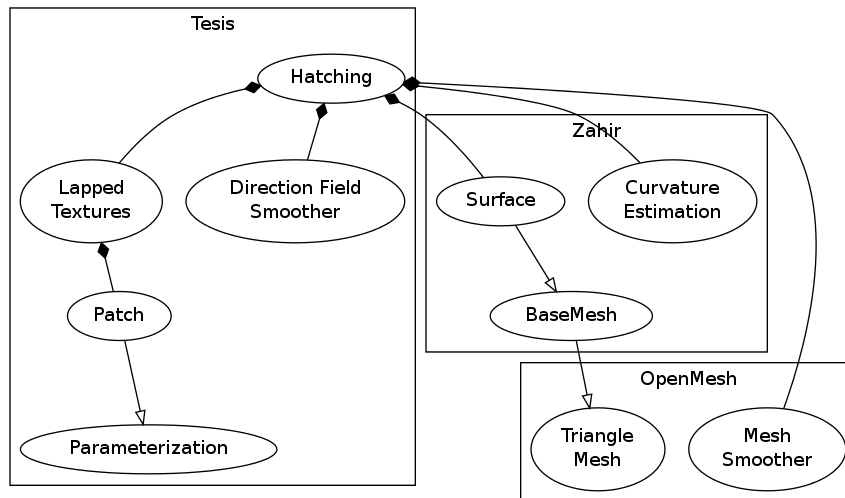 Tesis
Hatching
Zahir
Lapped
Textures
Direction Field
Smoother
Surface
Curvature
Estimation
Patch
BaseMesh
OpenMesh
Parameterization
Triangle
Mesh
Mesh
Smoother